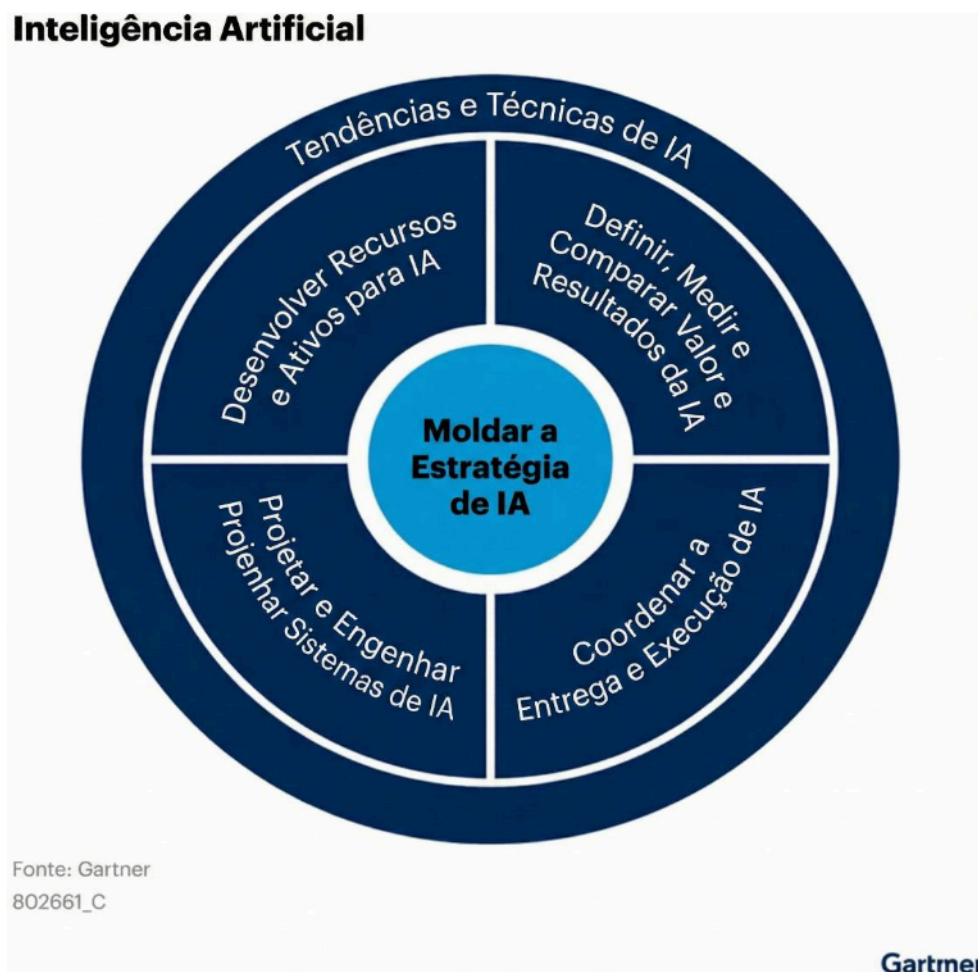 Inteligência Artificial
Tendências e Técnicas de IA
Desenvolver Recursos
e Ativos para IA
Definir, Medir e
Comparar Valor e
Resultados da IA
Moldar a
Estratégia
de IA
Projetar e Engenhar
Projenhar Sistemas de IA
Coordenar a
Entrega e Execução de IA
Fonte: Gartner
802661_C
Gartmer